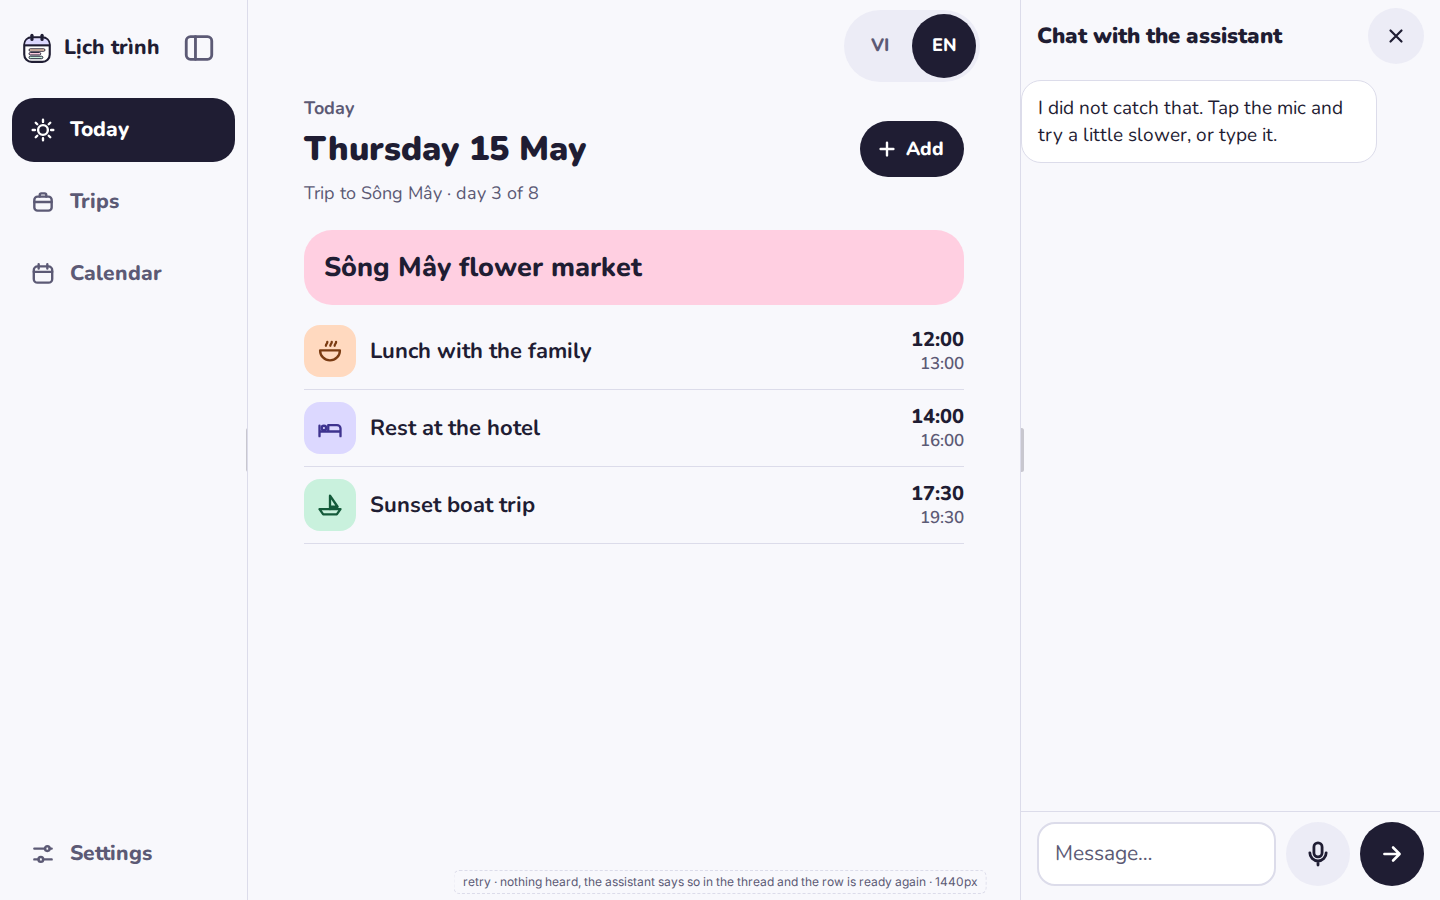 Lịch trình
Today
Trips
Calendar
Settings
VI
EN
Today
Thursday 15 May
Trip to Sông Mây · day 3 of 8
Add
Sông Mây flower market
Lunch with the family
12:00
13:00
Rest at the hotel
14:00
16:00
Sunset boat trip
17:30
19:30
retry · nothing heard, the assistant says so in the thread and the row is ready again · 1440px
Chat with the assistant
I did not catch that. Tap the mic and
try a little slower, or type it.
Message...